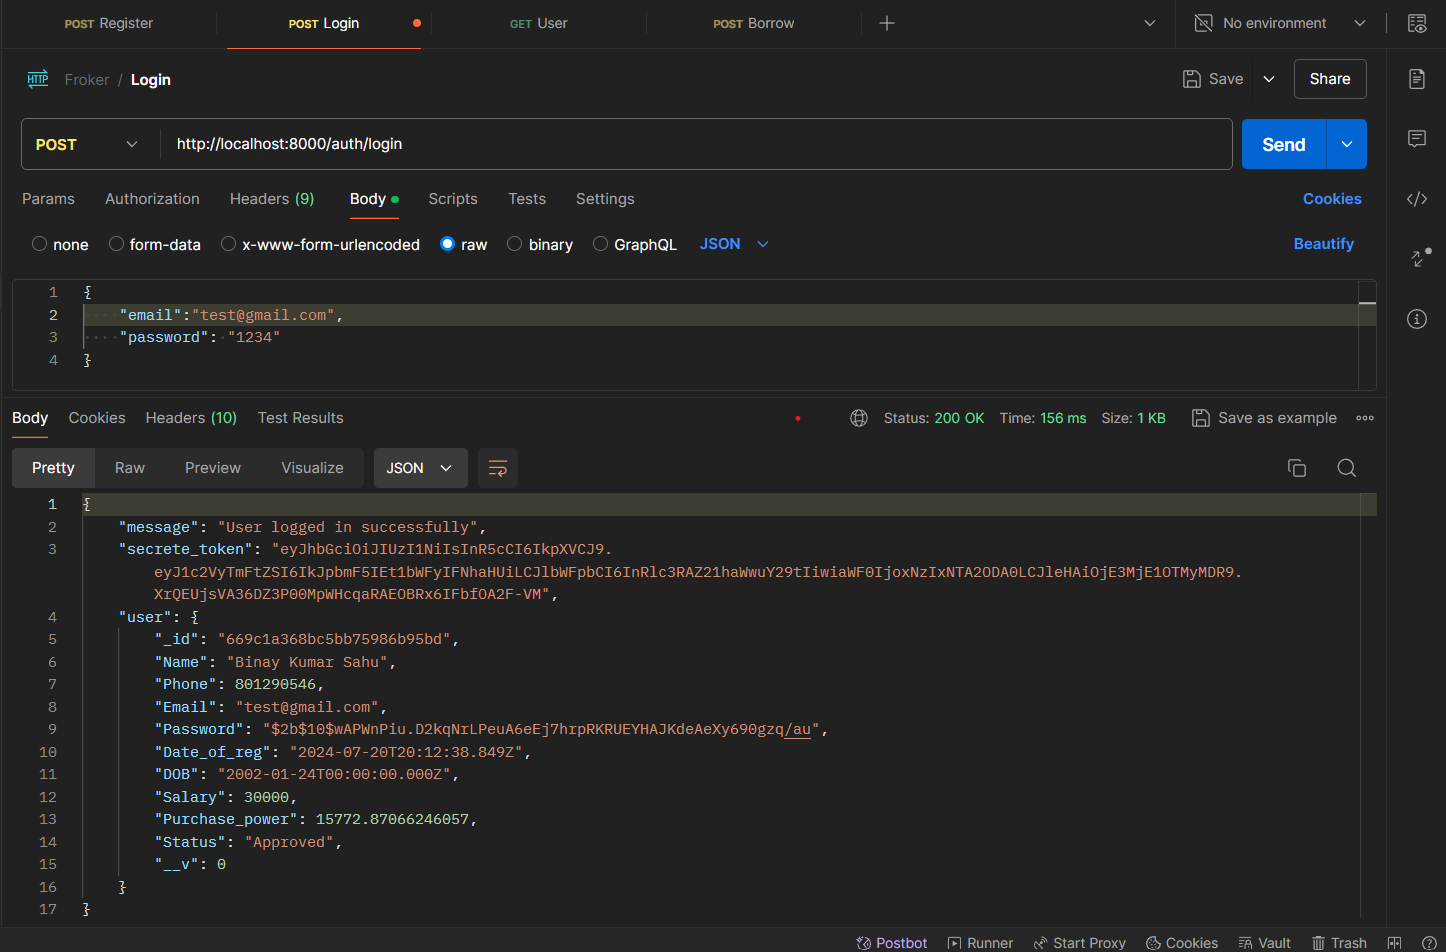 POST Register
POST Login
GET User
POST Borrow
No environment
HTTP
Froker / Login
Save
Share
POST
http://localhost:8000/auth/login
Send
Params
Authorization
Headers (9)
Body
Scripts
Tests
Settings
Cookies
none
form-data
x-www-form-urlencoded
raw
binary
GraphQL
JSON
Beautify
1 {
2 "email":"test@gmail.com",
3 "password": "1234"
4 }
Body
Cookies
Headers (10)
Test Results
Status: 200 OK
Time: 156 ms
Size: 1 KB
Save as example
Pretty
Raw
Preview
Visualize
JSON
1 {
2 "message": "User logged in successfully",
3 "secrete_token": "eyJhbGciOiJIUzI1NiIsInR5cCI6IkpXVCJ9.
eyJ1c2VyTmFtZSI6IkJpbmF5IEt1bWFyIFNhaHUiLCJlbWFpbCI6InRlc3RAZ21haWwuY29tIiwiaWF0IjoxNzIxNTA2ODA0LCJleHAiOjE3MjE1OTMyMDR9.
XrQEUjsVA36DZ3P00MpWHcqaRAEOBRx6IFbfOA2F-VM",
4 "user": {
5 "_id": "669c1a368bc5bb75986b95bd",
6 "Name": "Binay Kumar Sahu",
7 "Phone": 801290546,
8 "Email": "test@gmail.com",
9 "Password": "$2b$10$wAPWnPiu.D2kqNrLPeuA6eEj7hrpRKRUEYHAJKdeAeXy690gzq/au",
10 "Date_of_reg": "2024-07-20T20:12:38.849Z",
11 "DOB": "2002-01-24T00:00:00.000Z",
12 "Salary": 30000,
13 "Purchase_power": 15772.87066246057,
14 "Status": "Approved",
15 "__v": 0
16 }
17 }
Postbot
Runner
Start Proxy
Cookies
Vault
Trash